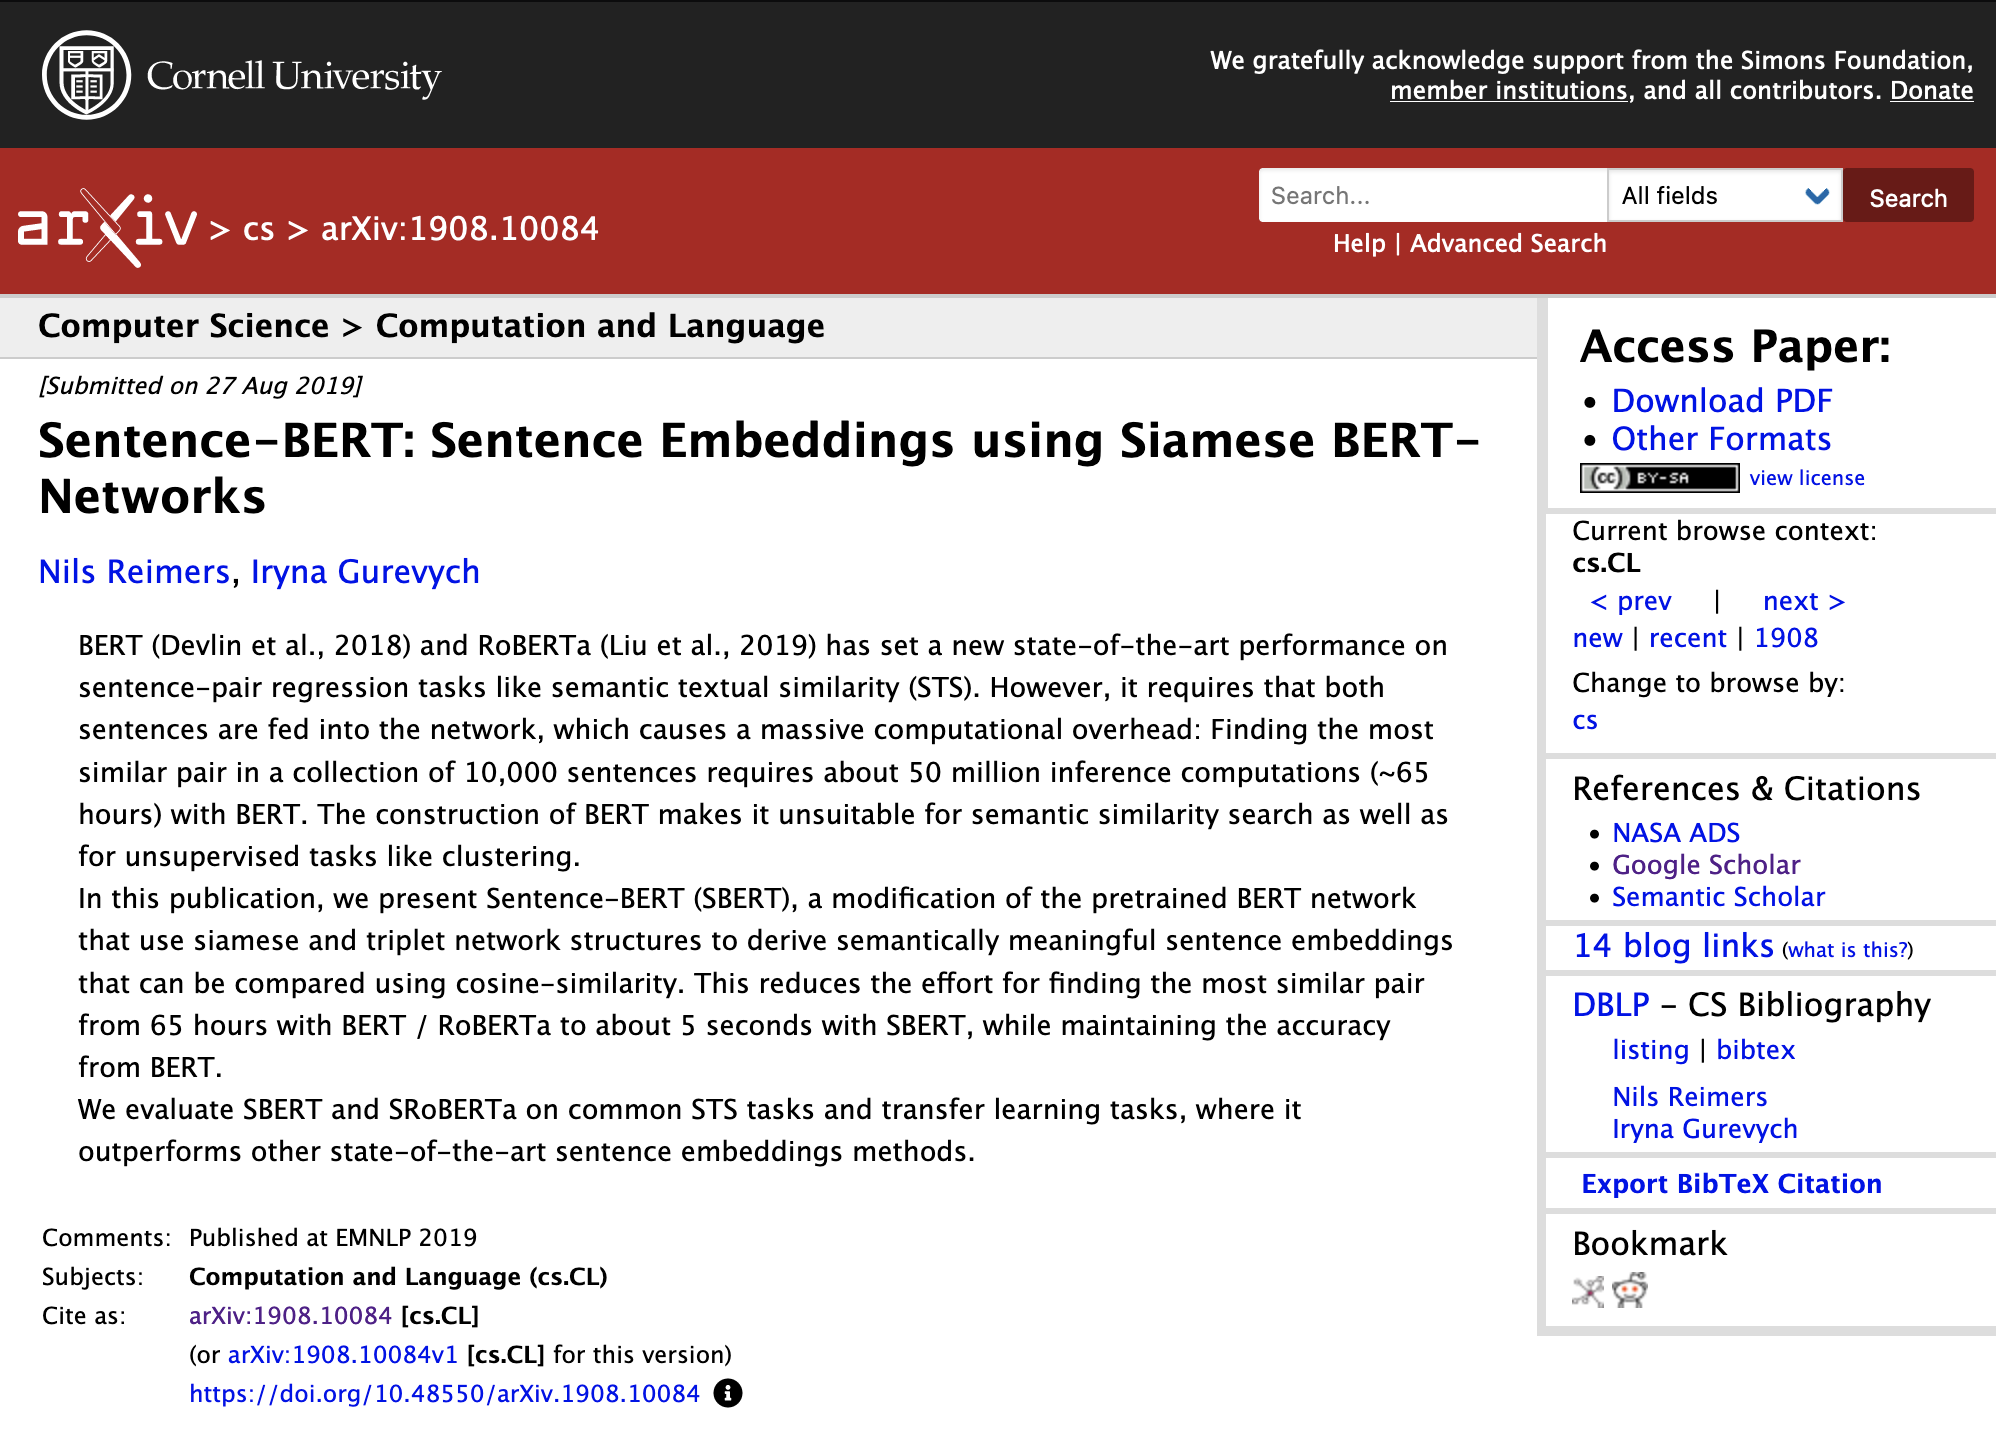 Cornell University
We gratefully acknowledge support from the Simons Foundation,
member institutions, and all contributors. Donate
arXiv > cs > arXiv:1908.10084
Search...
All fields
Search
Help | Advanced Search
Computer Science > Computation and Language
[Submitted on 27 Aug 2019]
Sentence-BERT: Sentence Embeddings using Siamese BERT-
Networks
Nils Reimers, Iryna Gurevych
BERT (Devlin et al., 2018) and RoBERTa (Liu et al., 2019) has set a new state-of-the-art performance on
sentence-pair regression tasks like semantic textual similarity (STS). However, it requires that both
sentences are fed into the network, which causes a massive computational overhead: Finding the most
similar pair in a collection of 10,000 sentences requires about 50 million inference computations (~65
hours) with BERT. The construction of BERT makes it unsuitable for semantic similarity search as well as
for unsupervised tasks like clustering.
In this publication, we present Sentence-BERT (SBERT), a modification of the pretrained BERT network
that use siamese and triplet network structures to derive semantically meaningful sentence embeddings
that can be compared using cosine-similarity. This reduces the effort for finding the most similar pair
from 65 hours with BERT / RoBERTa to about 5 seconds with SBERT, while maintaining the accuracy
from BERT.
We evaluate SBERT and SRoBERTa on common STS tasks and transfer learning tasks, where it
outperforms other state-of-the-art sentence embeddings methods.
Comments: Published at EMNLP 2019
Subjects: Computation and Language (cs.CL)
Cite as: arXiv:1908.10084 [cs.CL]
(or arXiv:1908.10084v1 [cs.CL] for this version)
https://doi.org/10.48550/arXiv.1908.10084
Access Paper:
• Download PDF
• Other Formats
(cc) BY-SA view license
Current browse context:
cs.CL
< prev | next >
new | recent | 1908
Change to browse by:
cs
References & Citations
• NASA ADS
• Google Scholar
• Semantic Scholar
14 blog links (what is this?)
DBLP - CS Bibliography
listing | bibtex
Nils Reimers
Iryna Gurevych
Export BibTeX Citation
Bookmark